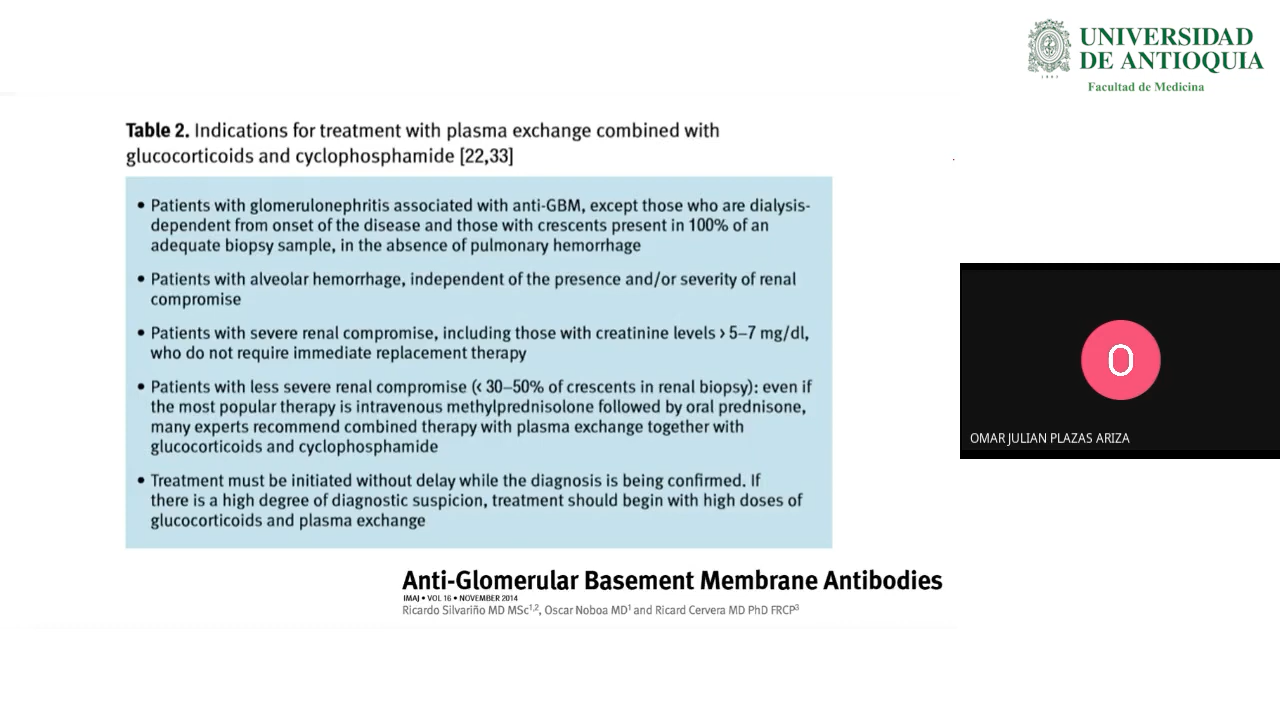 UNIVERSIDAD
DE ANTIOQUIA
1803
Facultad de Medicina
Table 2. Indications for treatment with plasma exchange combined with
glucocorticoids and cyclophosphamide [22,33]
• Patients with glomerulonephritis associated with anti-GBM, except those who are dialysis-
dependent from onset of the disease and those with crescents present in 100% of an
adequate biopsy sample, in the absence of pulmonary hemorrhage
• Patients with alveolar hemorrhage, independent of the presence and/or severity of renal
compromise
• Patients with severe renal compromise, including those with creatinine levels > 5–7 mg/dl,
who do not require immediate replacement therapy
• Patients with less severe renal compromise (< 30–50% of crescents in renal biopsy): even if
the most popular therapy is intravenous methylprednisolone followed by oral prednisone,
many experts recommend combined therapy with plasma exchange together with
glucocorticoids and cyclophosphamide
• Treatment must be initiated without delay while the diagnosis is being confirmed. If
there is a high degree of diagnostic suspicion, treatment should begin with high doses of
glucocorticoids and plasma exchange
Anti-Glomerular Basement Membrane Antibodies
IMAJ • VOL 16 • NOVEMBER 2014
Ricardo Silvariño MD MSc1,2, Oscar Noboa MD1 and Ricard Cervera MD PhD FRCP3
O
OMAR JULIAN PLAZAS ARIZA